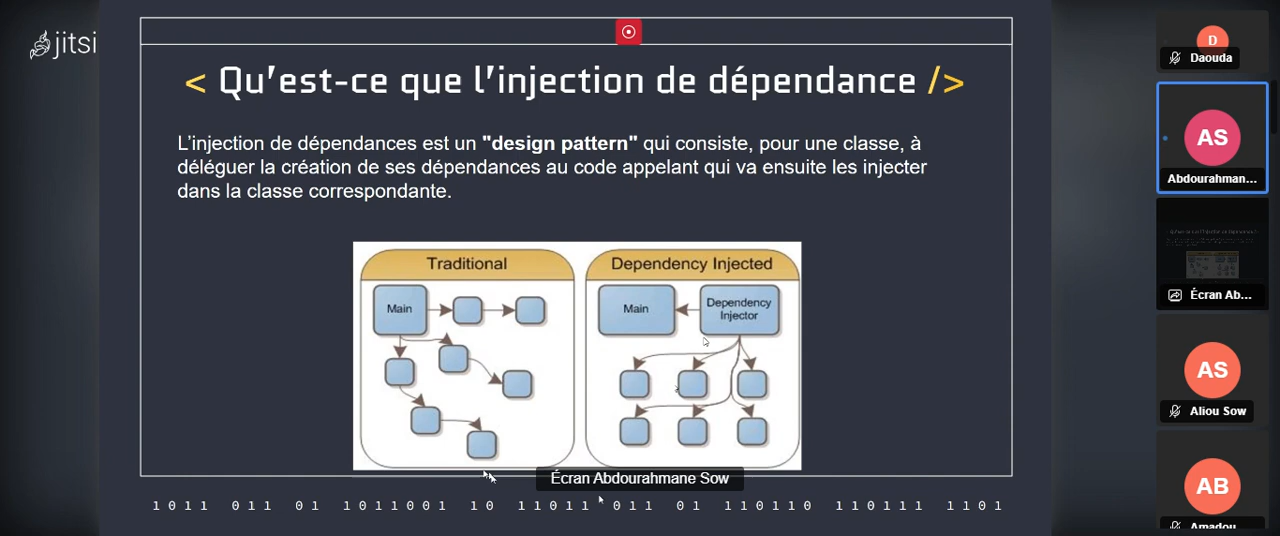 jitsi
< Qu'est-ce que l'injection de dépendance />
L'injection de dépendances est un "design pattern" qui consiste, pour une classe, à
déléguer la création de ses dépendances au code appelant qui va ensuite les injecter
dans la classe correspondante.
Traditional
Main
Dependency Injected
Main
Dependency
Injector
Écran Abdourahmane Sow
1011 011 01 1011001 10 11011 011 01 110110 110111 1101
D
Daouda
AS
Abdourahman...
Écran Ab...
AS
Aliou Sow
AB
Amadou